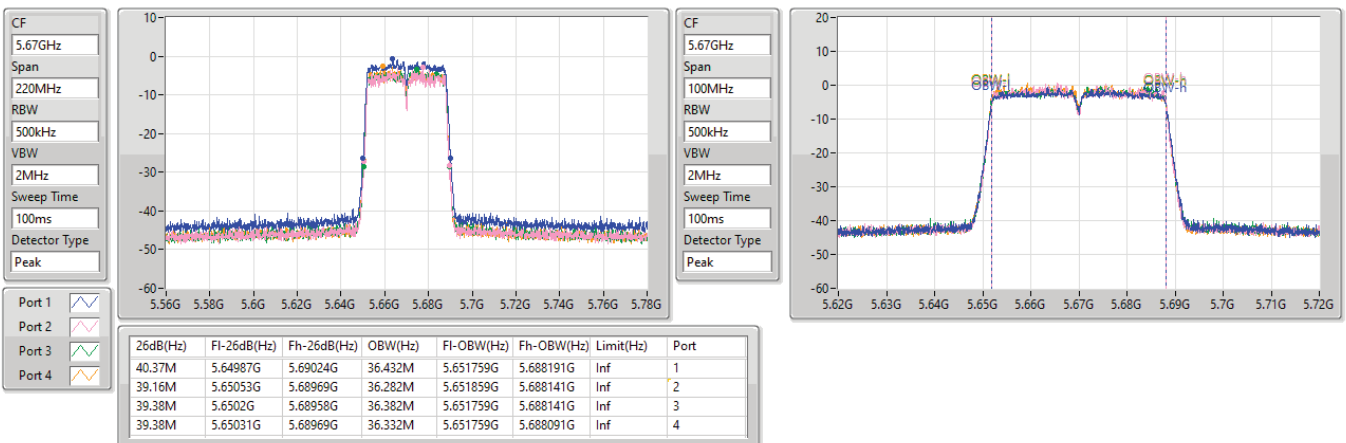 CF
5.67GHz
Span
220MHz
RBW
500kHz
VBW
2MHz
Sweep Time
100ms
Detector Type
Peak
10
0
-10
-20
-30
-40
-50
-60
5.56G 5.58G 5.6G 5.62G 5.64G 5.66G 5.68G 5.7G 5.72G 5.74G 5.76G 5.78G
CF
5.67GHz
Span
100MHz
RBW
500kHz
VBW
2MHz
Sweep Time
100ms
Detector Type
Peak
20
10
0
-10
-20
-30
-40
-50
-60
OBW-l OBW-h
5.62G 5.63G 5.64G 5.65G 5.66G 5.67G 5.68G 5.69G 5.7G 5.71G 5.72G
Port 1
Port 2
Port 3
Port 4
26dB(Hz) Fl-26dB(Hz) Fh-26dB(Hz) OBW(Hz) Fl-OBW(Hz) Fh-OBW(Hz) Limit(Hz) Port
40.37M 5.64987G 5.69024G 36.432M 5.651759G 5.688191G Inf 1
39.16M 5.65053G 5.68969G 36.282M 5.651859G 5.688141G Inf 2
39.38M 5.6502G 5.68958G 36.382M 5.651759G 5.688141G Inf 3
39.38M 5.65031G 5.68969G 36.332M 5.651759G 5.688091G Inf 4